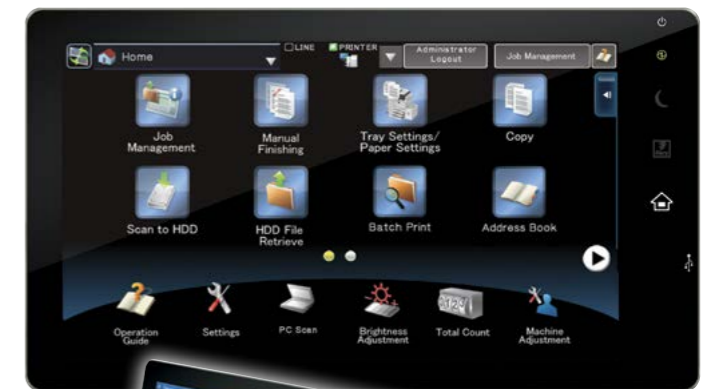 Home
LINE
PRINTER
Administrator
Logout
Job Management
Job
Management
Manual
Finishing
Tray Settings/
Paper Settings
Copy
Scan to HDD
HDD File
Retrieve
Batch Print
Address Book
Operation
Guide
Settings
PC Scan
Brightness
Adjustment
Total Count
Machine
Adjustment